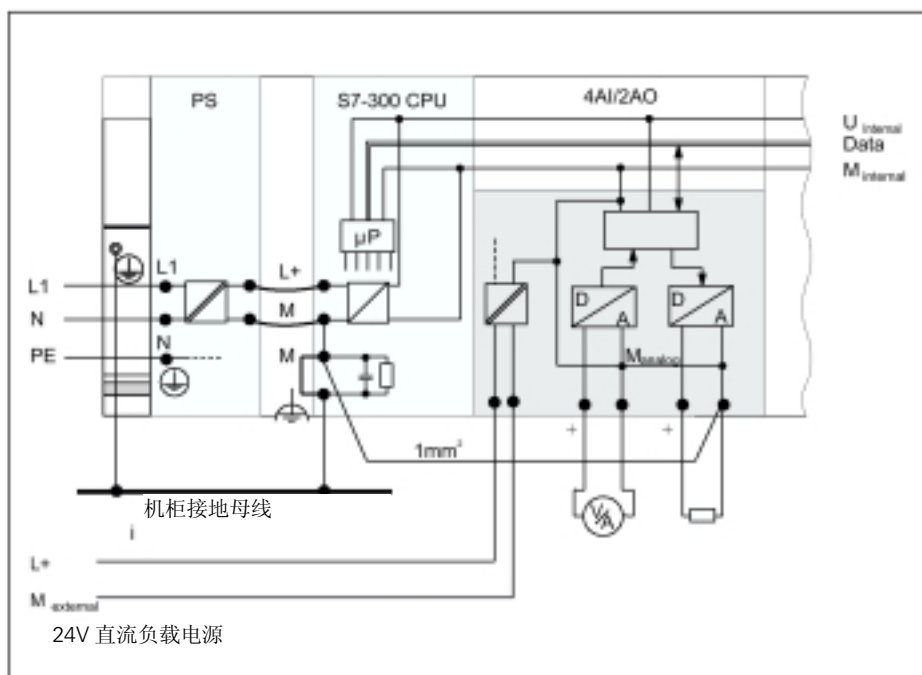 PS
S7-300 CPU
4AI/2AO
U internal
Data
M internal
µP
L1
L+
L1
D
A
D
A
N
M
N
M
PE
M analog
+
+
1mm²
V/A
机柜接地母线
i
L+
M external
24V 直流负载电源